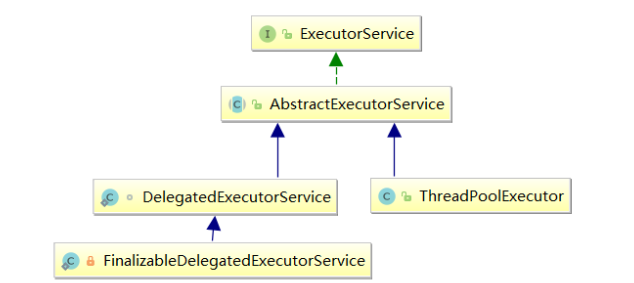 I ExecutorService
C AbstractExecutorService
C DelegatedExecutorService
C ThreadPoolExecutor
C FinalizableDelegatedExecutorService